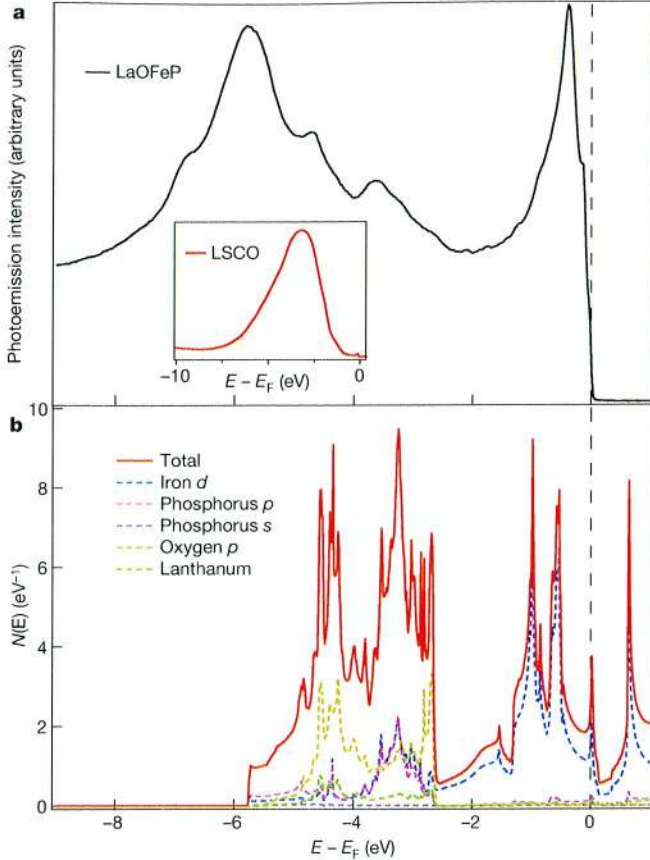 a
Photoemission intensity (arbitrary units)
LaOFeP
LSCO
−10
0
E − E_F (eV)
b
N(E) (eV⁻¹)
10
8
6
4
2
0
Total
Iron d
Phosphorus p
Phosphorus s
Oxygen p
Lanthanum
−8
−6
−4
−2
0
E − E_F (eV)